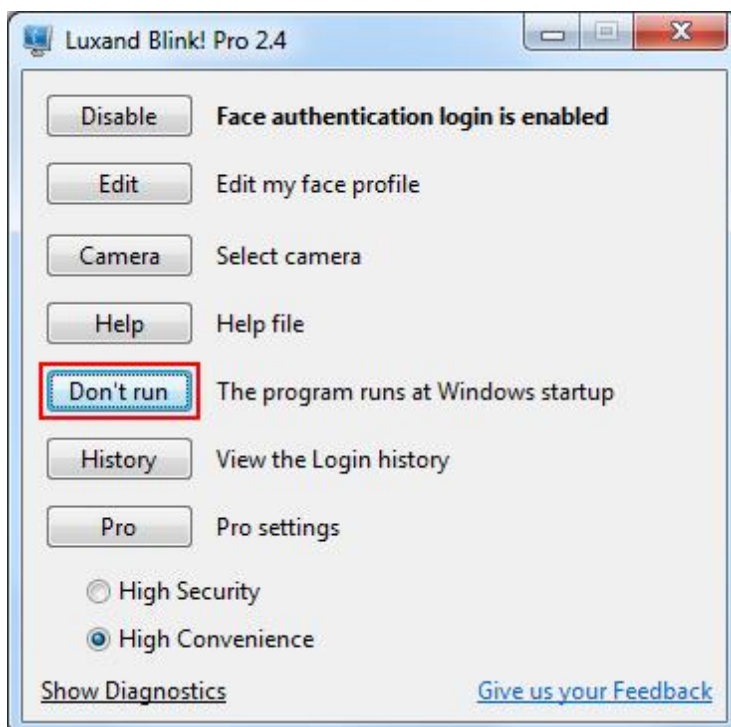 Luxand Blink! Pro 2.4
Disable Face authentication login is enabled
Edit Edit my face profile
Camera Select camera
Help Help file
Don't run The program runs at Windows startup
History View the Login history
Pro Pro settings
High Security
High Convenience
Show Diagnostics Give us your Feedback